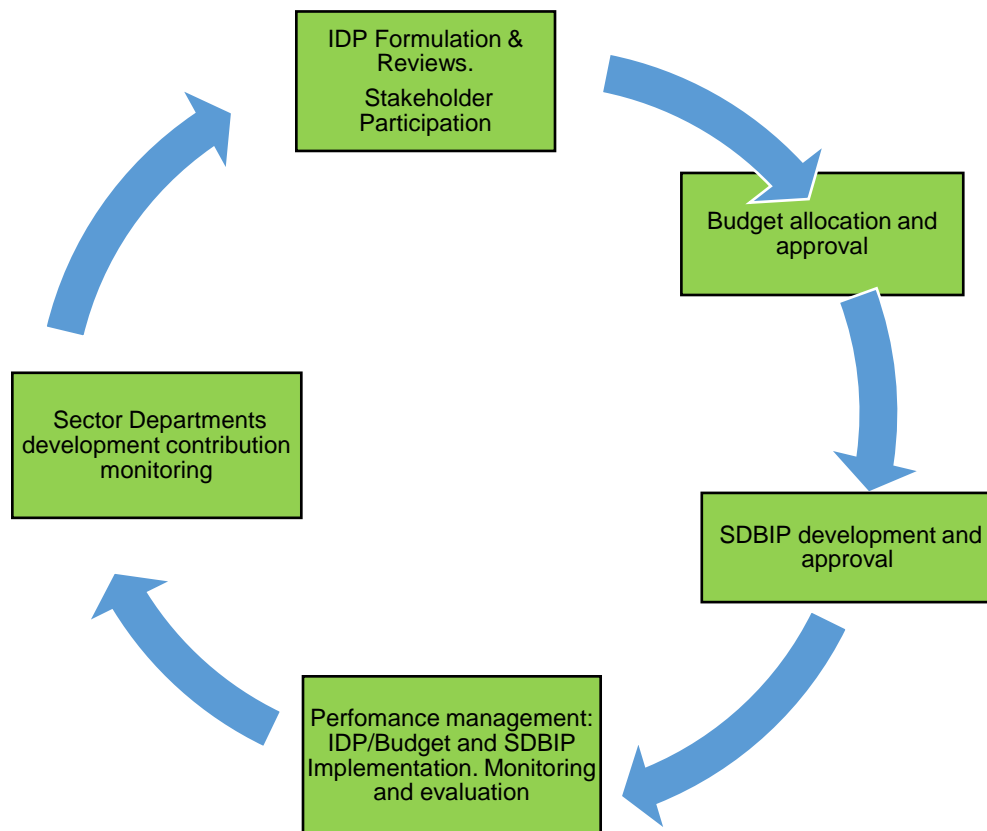 IDP Formulation &
Reviews.
Stakeholder
Participation
Budget allocation and
approval
SDBIP development and
approval
Perfomance management:
IDP/Budget and SDBIP
Implementation. Monitoring
and evaluation
Sector Departments
development contribution
monitoring